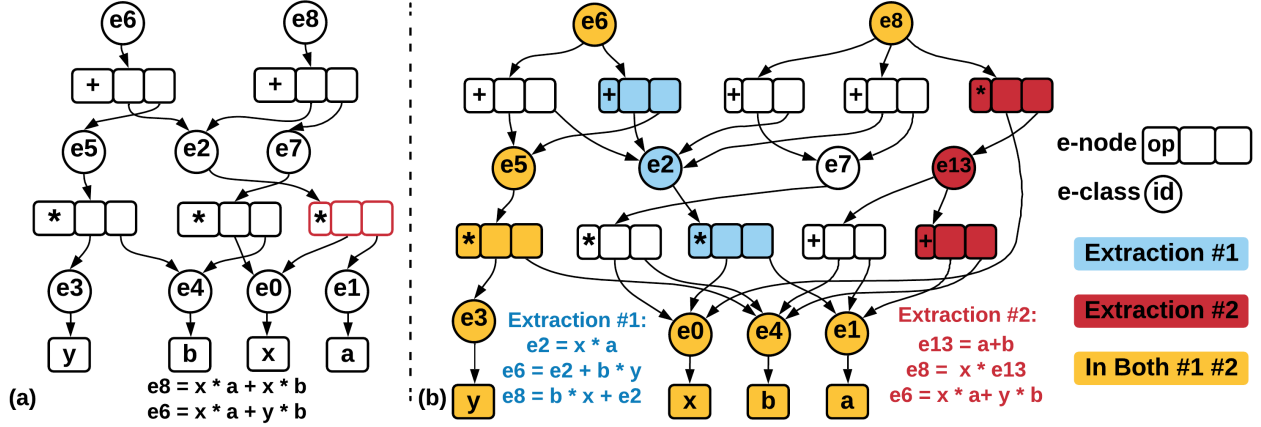 e6 e8
+ +
e5 e2 e7
* * *
e3 e4 e0 e1
y b x a
e8 = x * a + x * b
e6 = x * a + y * b
(a)
e6 e8
+ + + + *
e5 e2 e7 e13
* * * + +
e3 e0 e4 e1
y x b a
Extraction #1:
e2 = x * a
e6 = e2 + b * y
e8 = b * x + e2
Extraction #2:
e13 = a+b
e8 = x * e13
e6 = x * a+ y * b
(b)
e-node op
e-class id
Extraction #1
Extraction #2
In Both #1 #2